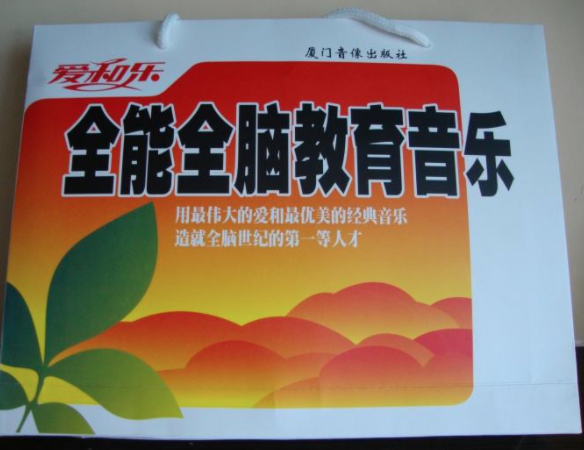 厦门音像出版社
爱和乐
全能全脑教育音乐
用最伟大的爱和最优美的经典音乐
造就全脑世纪的第一等人才